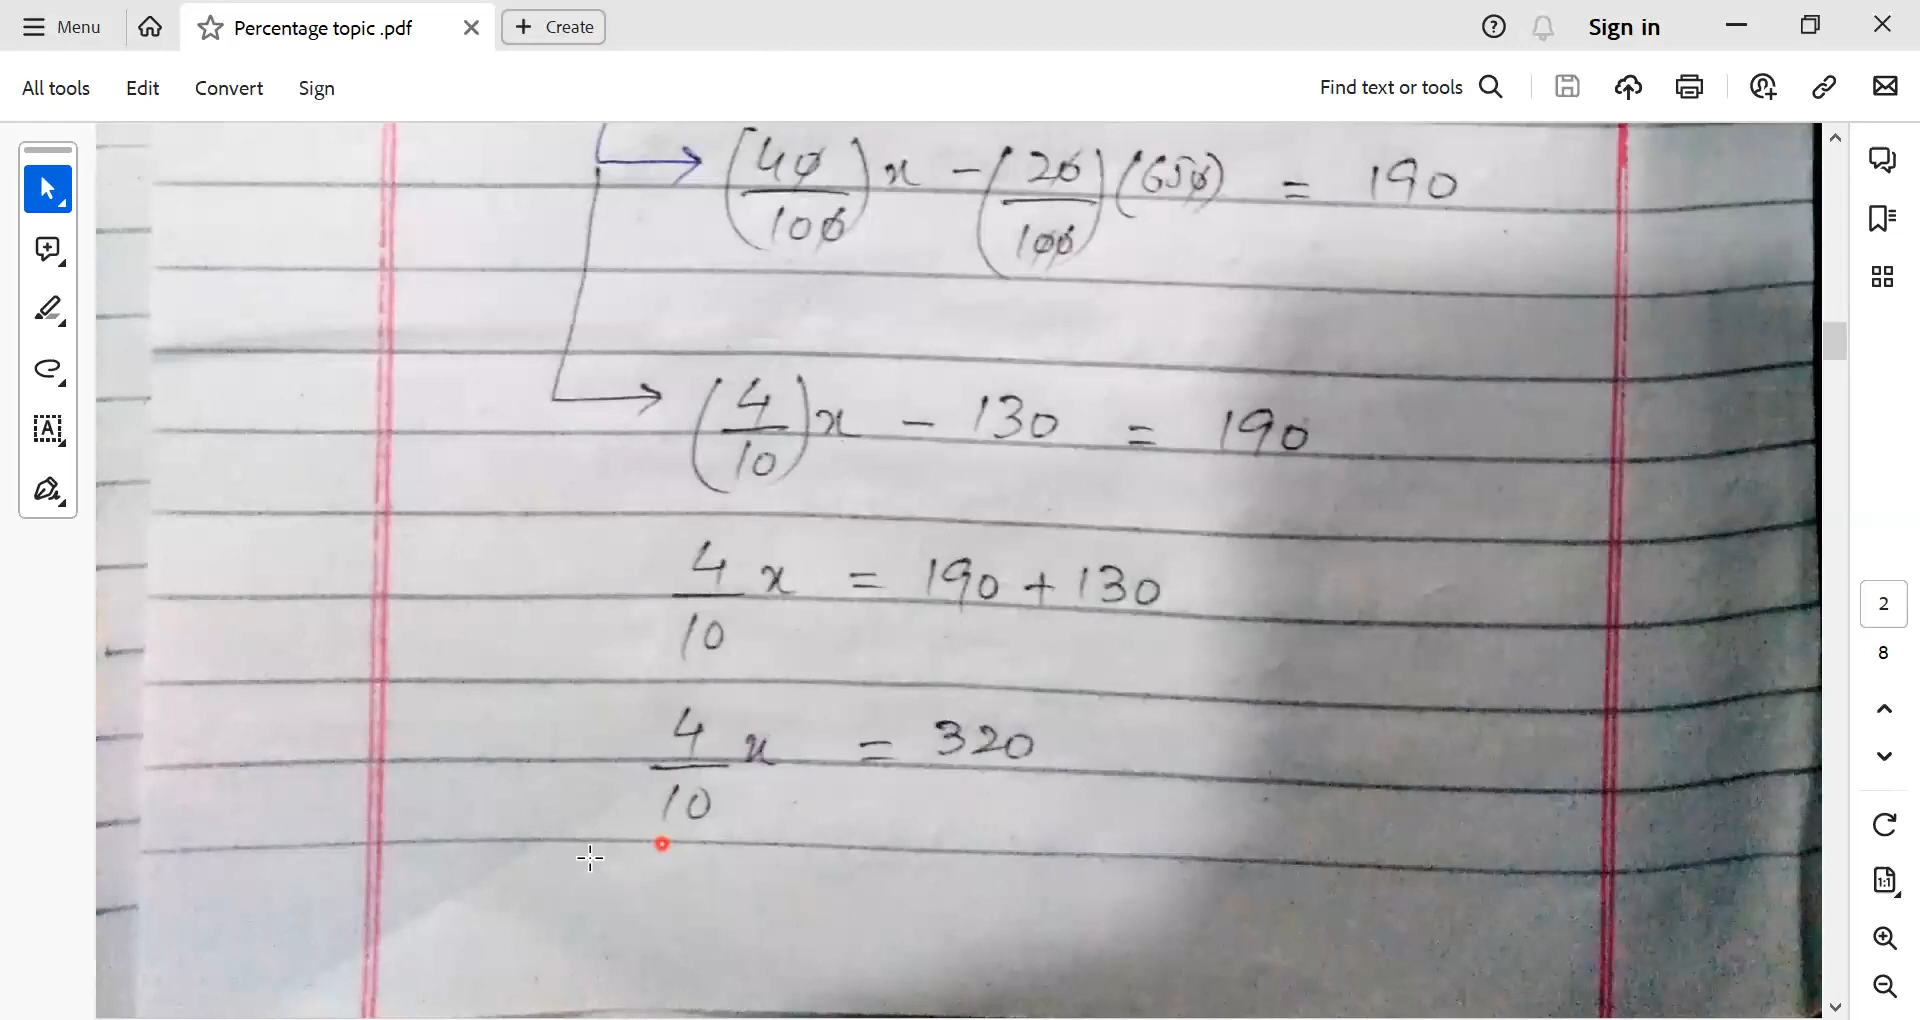 Menu Percentage topic .pdf Create Sign in
All tools Edit Convert Sign Find text or tools
(40/100)x - (20/100)(650) = 190
(4/10)x - 130 = 190
4/10 x = 190 + 130
4/10 x = 320
2
8